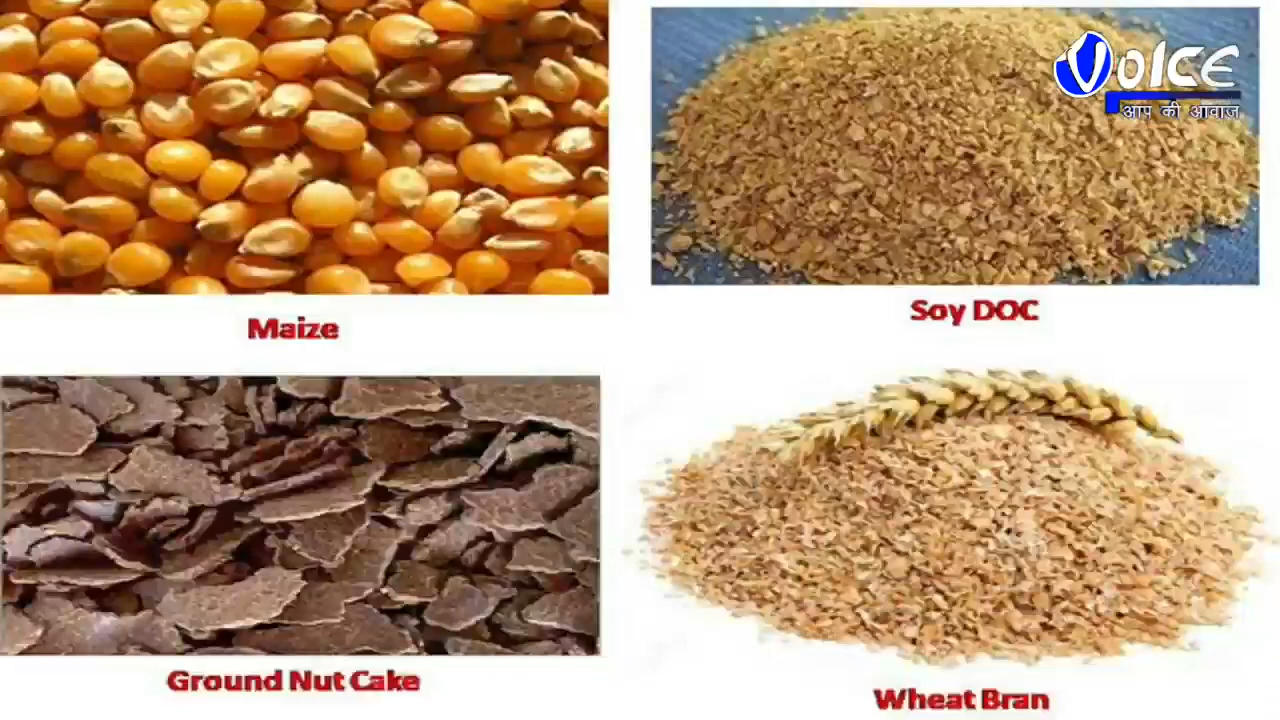 VOICE
आप की आवाज़
Maize
Soy DOC
Ground Nut Cake
Wheat Bran